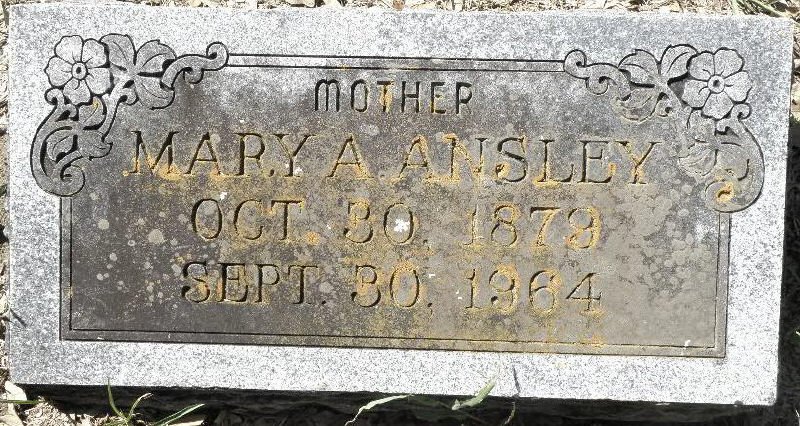 MOTHER
MARY A. ANSLEY
OCT. 30, 1879
SEPT. 30, 1964